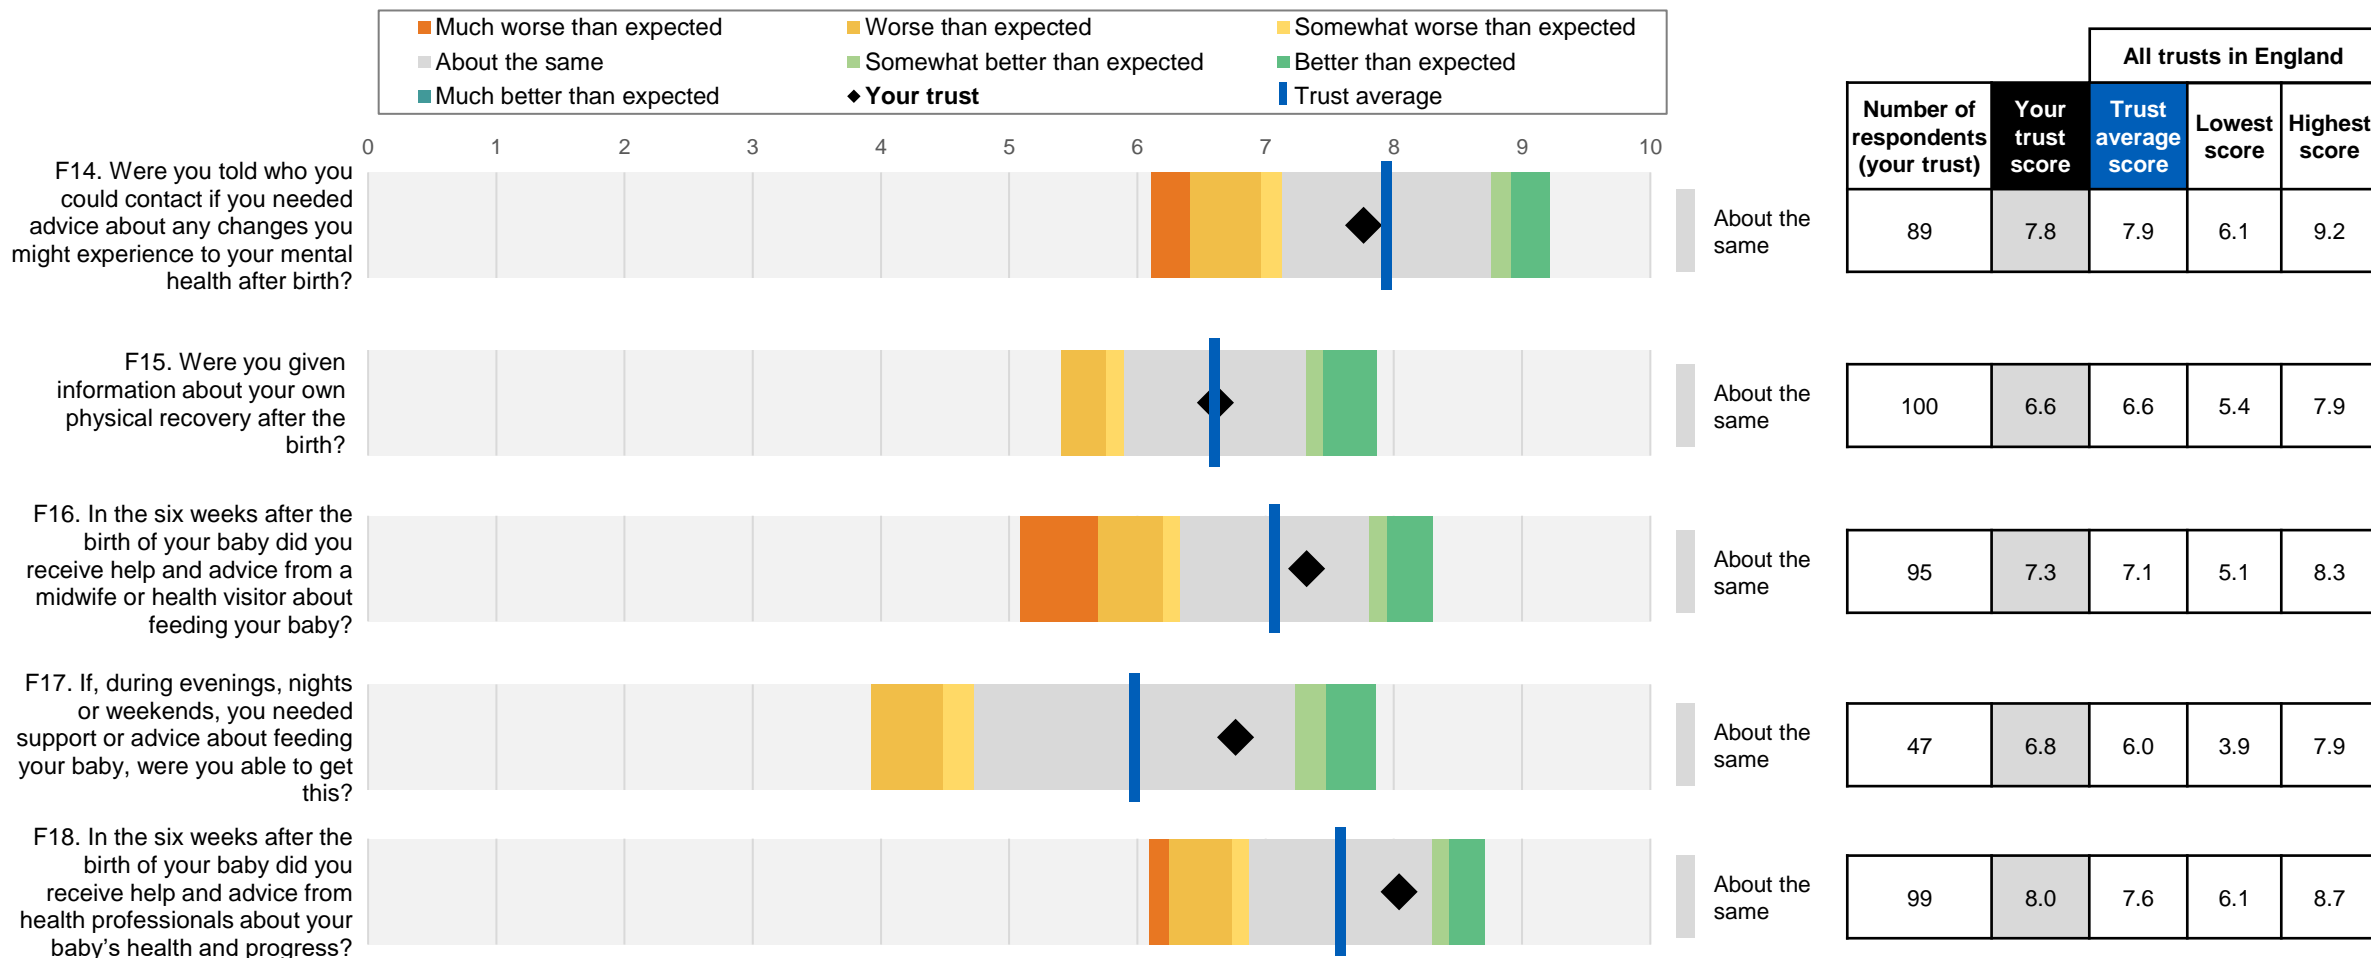 Much worse than expected
Worse than expected
Somewhat worse than expected
About the same
Somewhat better than expected
Better than expected
Much better than expected
Your trust
Trust average
All trusts in England
Number of
respondents
(your trust)
Your
trust
score
Trust
average
score
Lowest
score
Highest
score
0 1 2 3 4 5 6 7 8 9 10
F14. Were you told who you
could contact if you needed
advice about any changes you
might experience to your mental
health after birth?
About the
same
89 7.8 7.9 6.1 9.2
F15. Were you given
information about your own
physical recovery after the
birth?
About the
same
100 6.6 6.6 5.4 7.9
F16. In the six weeks after the
birth of your baby did you
receive help and advice from a
midwife or health visitor about
feeding your baby?
About the
same
95 7.3 7.1 5.1 8.3
F17. If, during evenings, nights
or weekends, you needed
support or advice about feeding
your baby, were you able to get
this?
About the
same
47 6.8 6.0 3.9 7.9
F18. In the six weeks after the
birth of your baby did you
receive help and advice from
health professionals about your
baby’s health and progress?
About the
same
99 8.0 7.6 6.1 8.7